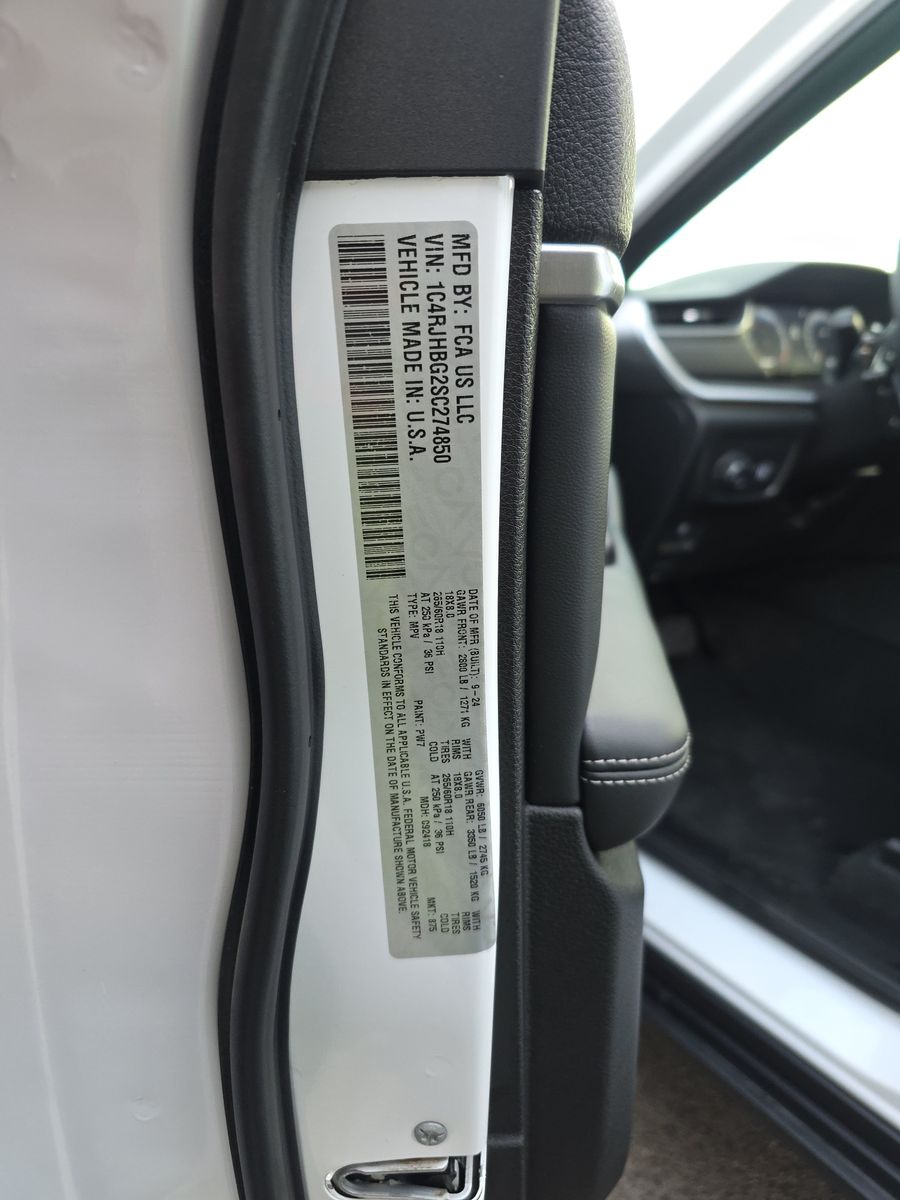 MFD BY: FCA US LLC
VIN: 1C4RJHBG2SC274850
VEHICLE MADE IN: U.S.A.
DATE OF MFR (BUILT): 9-24 GVWR: 6050 LB / 2745 KG
GAWR FRONT: 2800 LB / 1271 KG WITH GAWR REAR: 3350 LB / 1520 KG WITH
18X8.0 RIMS 18X8.0 RIMS
265/60R18 110H TIRES 265/60R18 110H TIRES
AT 250 kPa / 36 PSI COLD AT 250 kPa / 36 PSI COLD
TYPE: MPV PAINT: PW7 MDH: 092418 MKT: 875
THIS VEHICLE CONFORMS TO ALL APPLICABLE U.S.A. FEDERAL MOTOR VEHICLE SAFETY
STANDARDS IN EFFECT ON THE DATE OF MANUFACTURE SHOWN ABOVE.